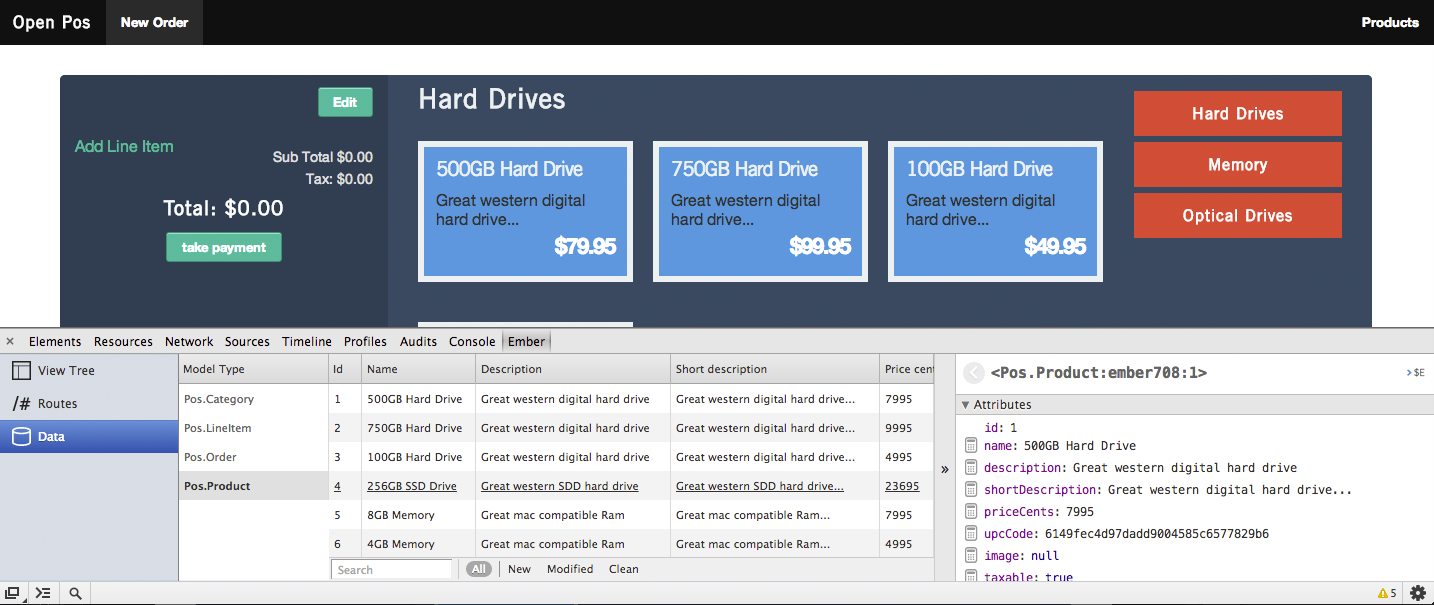 Open Pos New Order Products
Edit
Add Line Item
Sub Total $0.00
Tax: $0.00
Total: $0.00
take payment
Hard Drives
500GB Hard Drive
Great western digital
hard drive...
$79.95
750GB Hard Drive
Great western digital
hard drive...
$99.95
100GB Hard Drive
Great western digital
hard drive...
$49.95
Hard Drives
Memory
Optical Drives
× Elements Resources Network Sources Timeline Profiles Audits Console Ember
View Tree
/# Routes
Data
Model Type
Pos.Category
Pos.LineItem
Pos.Order
Pos.Product
Id Name Description Short description Price cen
1 500GB Hard Drive Great western digital hard drive Great western digital hard drive... 7995
2 750GB Hard Drive Great western digital hard drive Great western digital hard drive... 9995
3 100GB Hard Drive Great western digital hard drive Great western digital hard drive... 4995
4 256GB SSD Drive Great western SDD hard drive Great western SDD hard drive... 23695
5 8GB Memory Great mac compatible Ram Great mac compatible Ram... 7995
6 4GB Memory Great mac compatible Ram Great mac compatible Ram... 4995
Search All New Modified Clean
»
<Pos.Product:ember708:1> >$E
Attributes
id: 1
name: 500GB Hard Drive
description: Great western digital hard drive
shortDescription: Great western digital hard drive...
priceCents: 7995
upcCode: 6149fec4d97dadd9004585c6577829b6
image: null
taxable: true
5